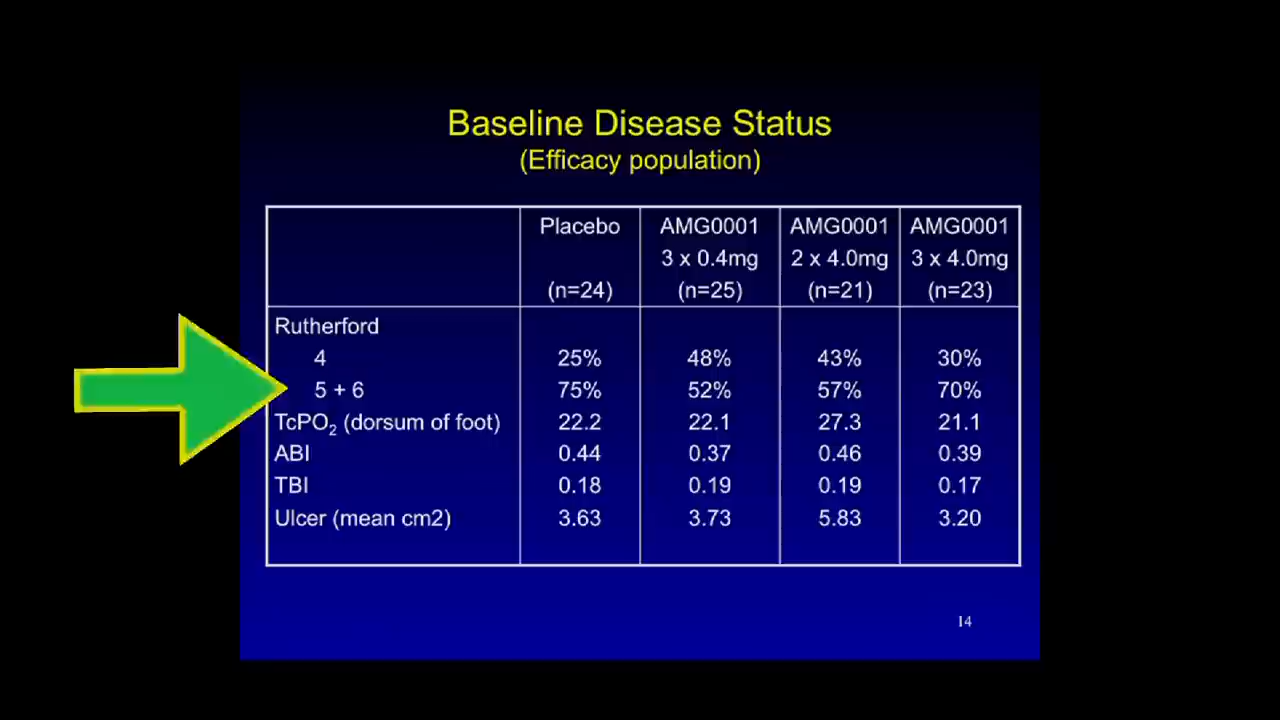 Baseline Disease Status
(Efficacy population)
Placebo AMG0001 AMG0001 AMG0001
3 x 0.4mg 2 x 4.0mg 3 x 4.0mg
(n=24) (n=25) (n=21) (n=23)
Rutherford
4 25% 48% 43% 30%
5 + 6 75% 52% 57% 70%
TcPO₂ (dorsum of foot) 22.2 22.1 27.3 21.1
ABI 0.44 0.37 0.46 0.39
TBI 0.18 0.19 0.19 0.17
Ulcer (mean cm2) 3.63 3.73 5.83 3.20
14